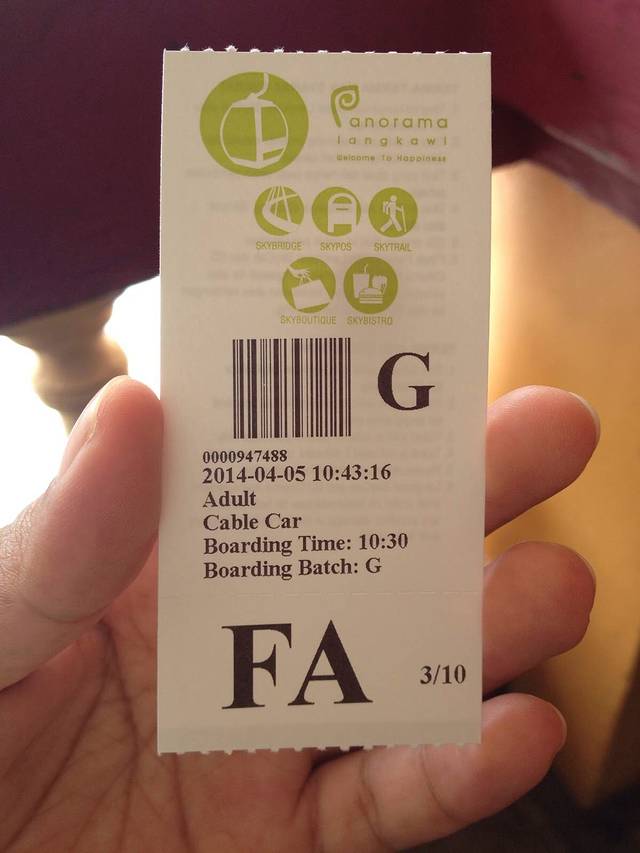 Panorama
langkawi
Welcome To Happiness
SKYBRIDGE SKYPOS SKYTRAIL
SKYBOUTIQUE SKYBISTRO
G
0000947488
2014-04-05 10:43:16
Adult
Cable Car
Boarding Time: 10:30
Boarding Batch: G
FA
3/10